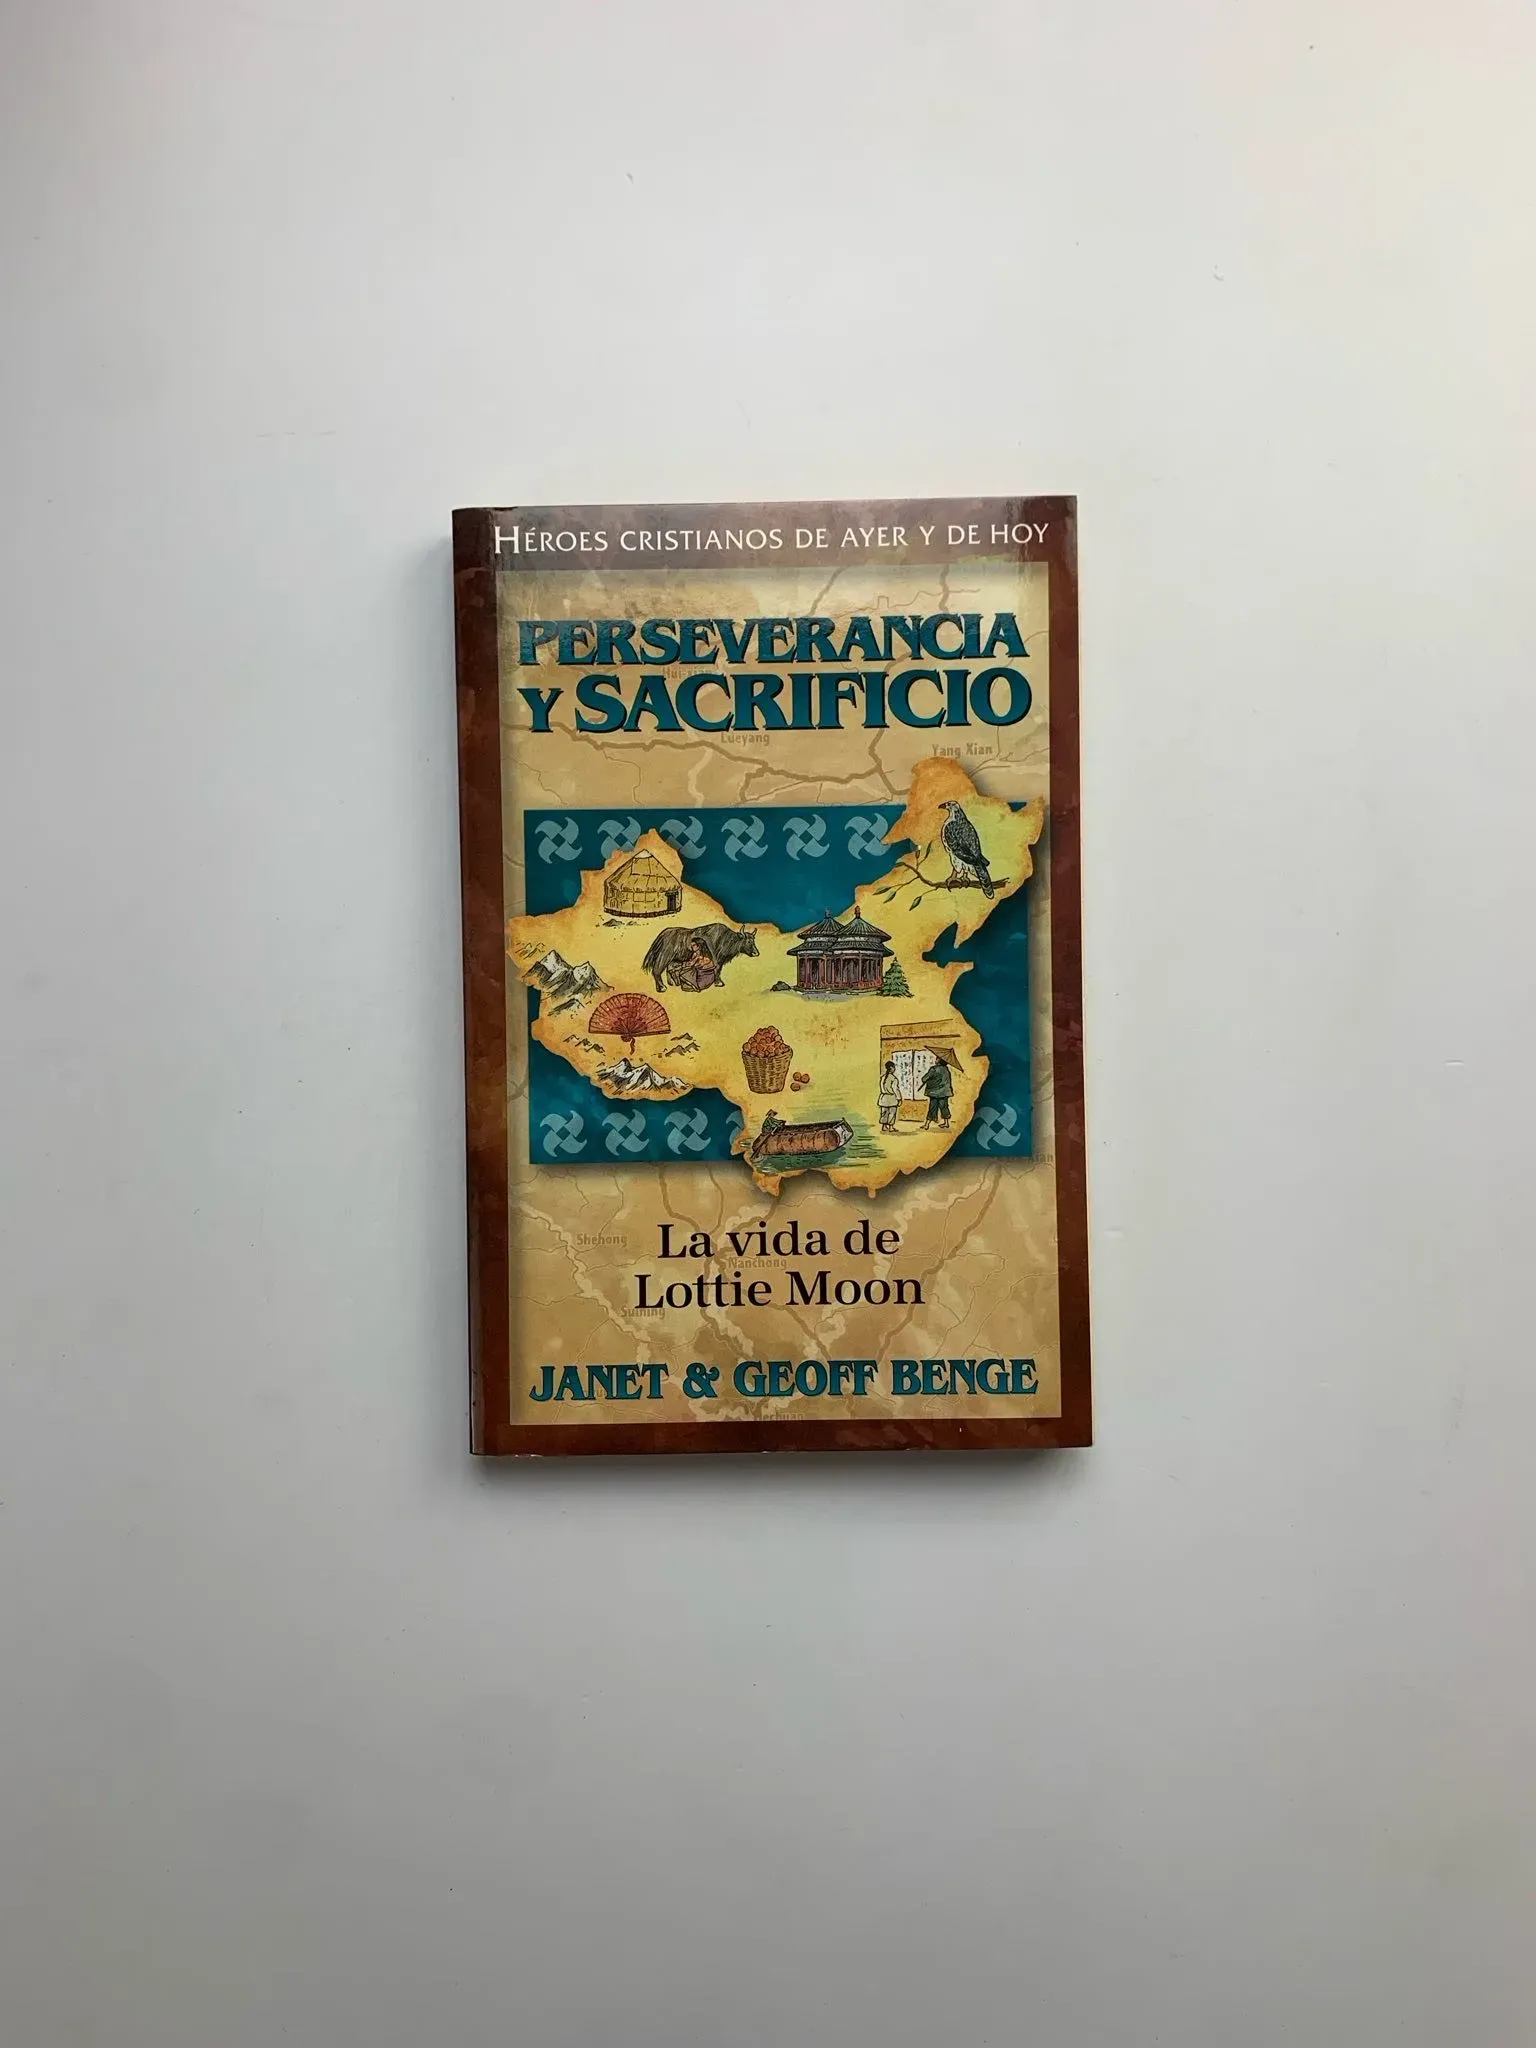 HÉROES CRISTIANOS DE AYER Y DE HOY
PERSEVERANCIA
Y SACRIFICIO
Lueyang
Yang Xian
Shehong
La vida de
Nanchong
Lottie Moon
Suining
JANET & GEOFF BENGE